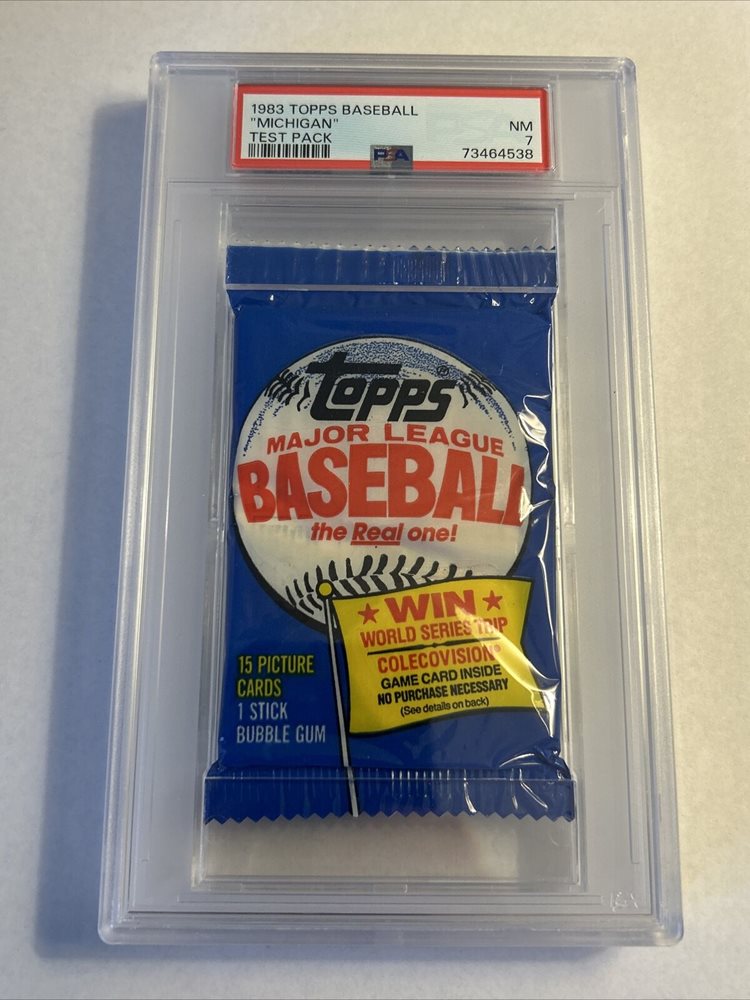 1983 TOPPS BASEBALL
"MICHIGAN" NM
TEST PACK 7
PSA 73464538
topps®
MAJOR LEAGUE
BASEBALL
the Real one!
★ WIN ★
WORLD SERIES TRIP
COLECOVISION®
GAME CARD INSIDE
NO PURCHASE NECESSARY
(See details on back)
15 PICTURE
CARDS
1 STICK
BUBBLE GUM